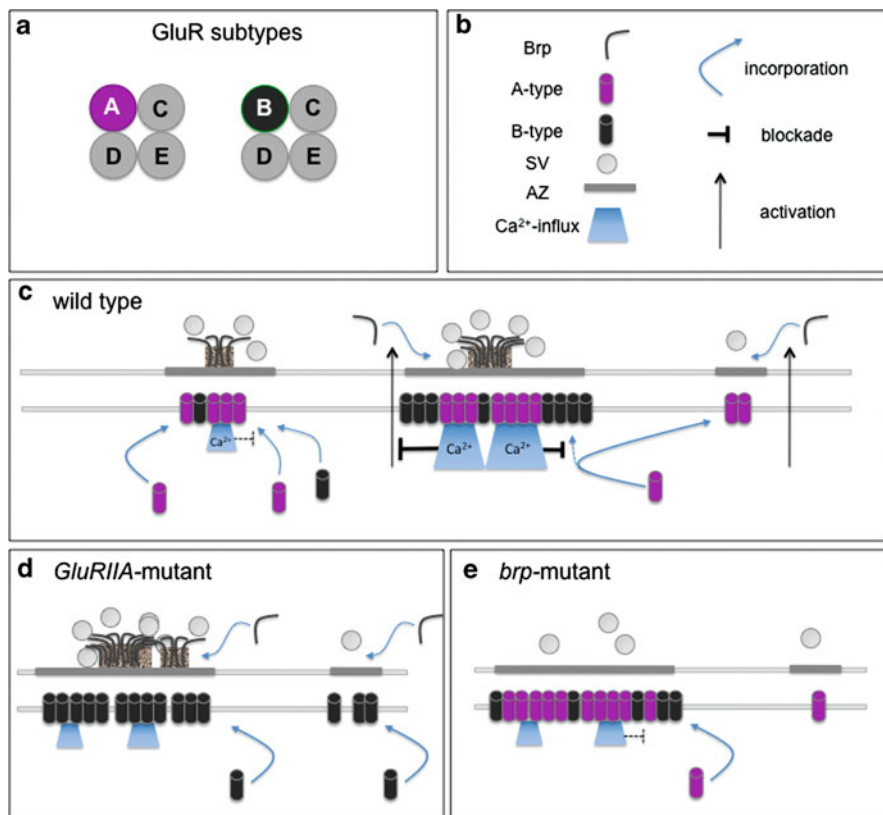 a
GluR subtypes
A C
D E
B C
D E
b
Brp
A-type
B-type
SV
AZ
Ca²⁺-influx
incorporation
blockade
activation
c wild type
Ca²⁺
Ca²⁺
Ca²⁺
d GluRIIA-mutant
e brp-mutant